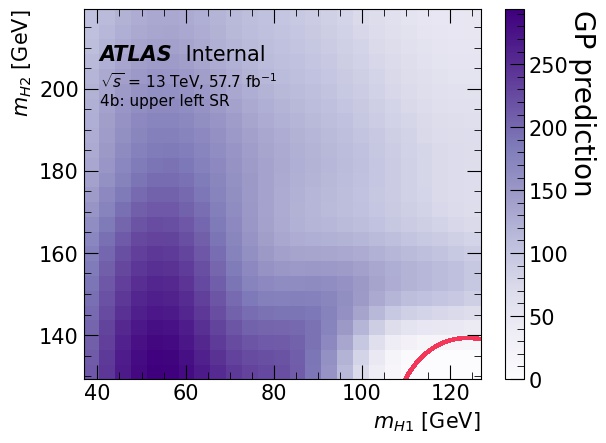 ATLAS Internal
√s = 13 TeV, 57.7 fb⁻¹
4b: upper left SR
m_H2 [GeV]
200
180
160
140
40
60
80
100
120
m_H1 [GeV]
250
200
150
100
50
0
GP prediction